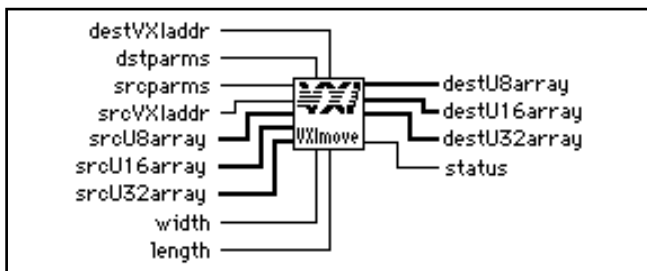 destVXIaddr
dstparms
srcparms
srcVXIaddr
srcU8array
srcU16array
srcU32array
width
length
VXI
VXImove
destU8array
destU16array
destU32array
status